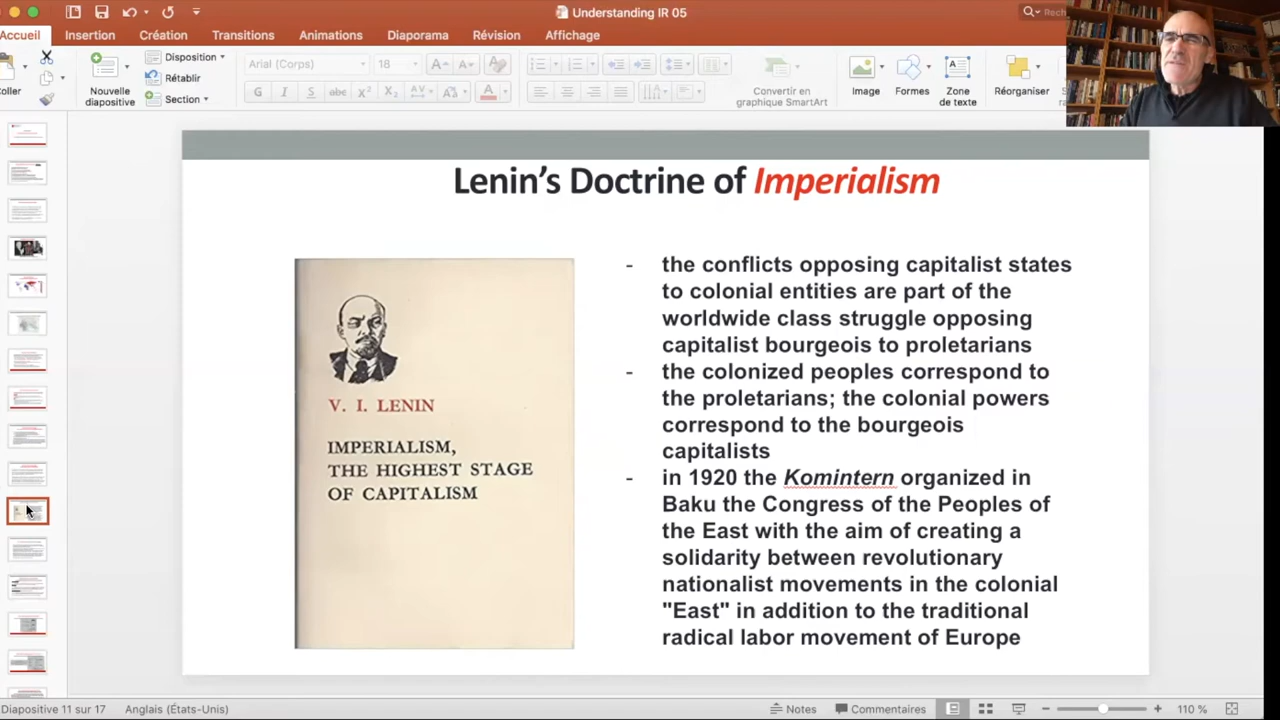 Understanding IR 05
Rech
Accueil Insertion Création Transitions Animations Diaporama Révision Affichage
Coller
Nouvelle
diapositive
Disposition
Rétablir
Section
Arial (Corps) 18
G I S abc X² X₂ AV Aa A
Convertir en
graphique SmartArt
Image
Formes
Zone
de texte
Réorganiser
Lenin's Doctrine of Imperialism
V. I. LENIN
IMPERIALISM,
THE HIGHEST STAGE
OF CAPITALISM
- the conflicts opposing capitalist states
to colonial entities are part of the
worldwide class struggle opposing
capitalist bourgeois to proletarians
- the colonized peoples correspond to
the proletarians; the colonial powers
correspond to the bourgeois
capitalists
- in 1920 the Komintern organized in
Baku the Congress of the Peoples of
the East with the aim of creating a
solidarity between revolutionary
nationalist movements in the colonial
"East" in addition to the traditional
radical labor movement of Europe
Diapositive 11 sur 17 Anglais (États-Unis) Notes Commentaires 110 %